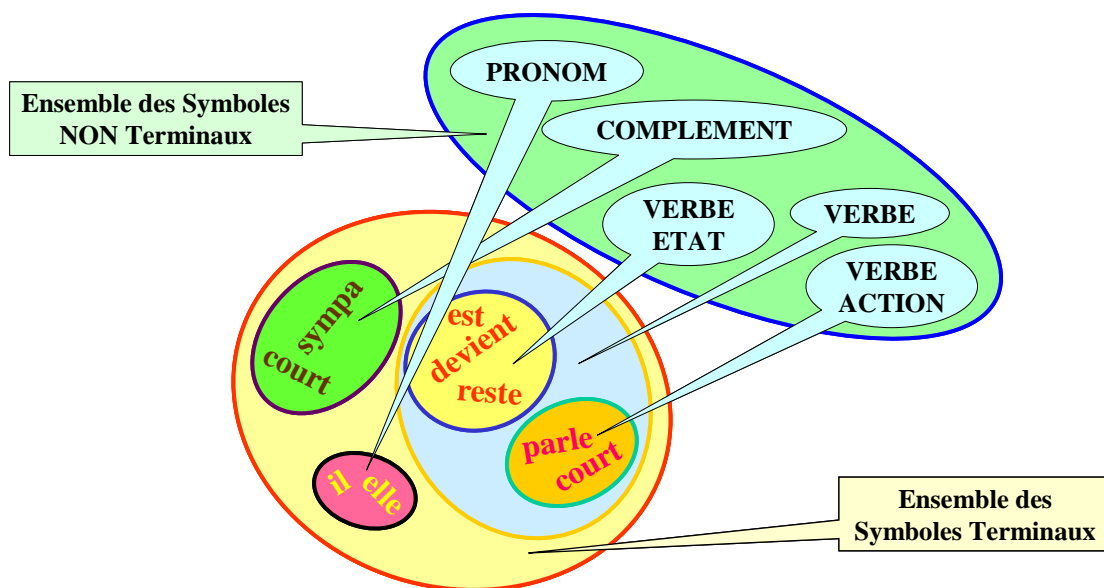 PRONOM
Ensemble des Symboles
NON Terminaux
COMPLEMENT
VERBE
ETAT
VERBE
VERBE
ACTION
sympa
court
est
devient
reste
parle
court
il elle
Ensemble des
Symboles Terminaux